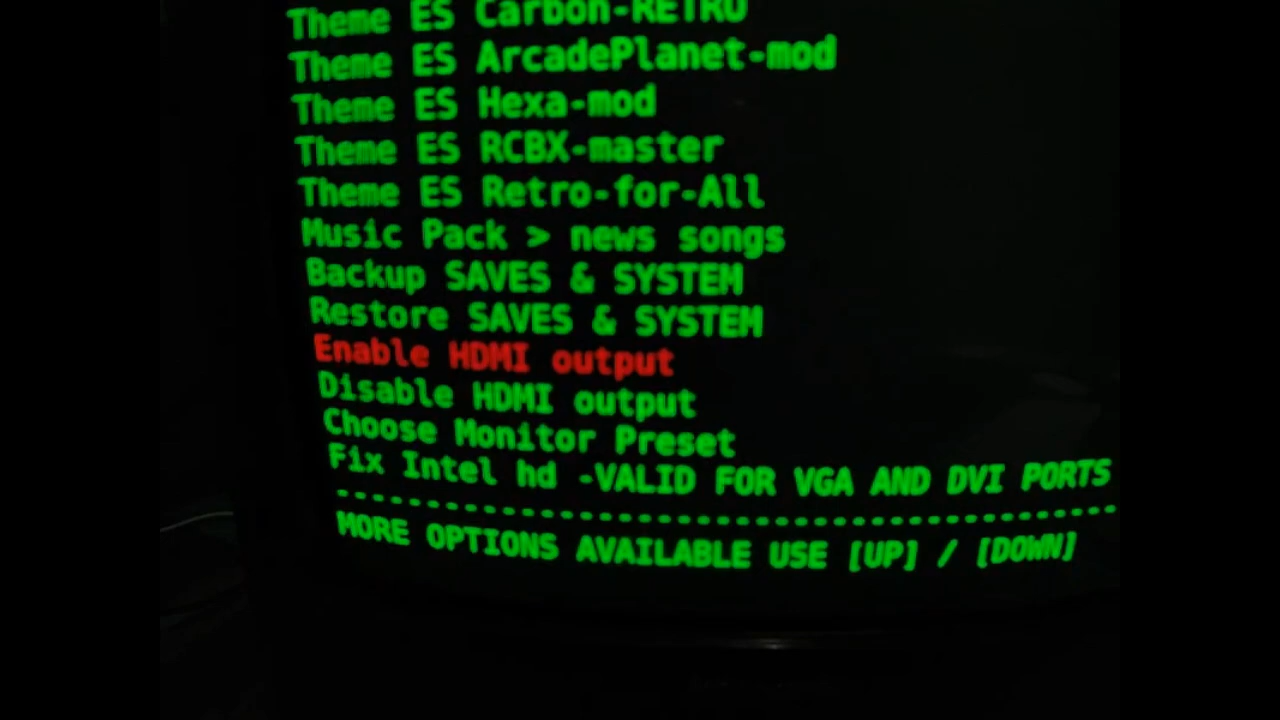 Theme ES Carbon-RETRO
Theme ES ArcadePlanet-mod
Theme ES Hexa-mod
Theme ES RCBX-master
Theme ES Retro-for-All
Music Pack > news songs
Backup SAVES & SYSTEM
Restore SAVES & SYSTEM
Enable HDMI output
Disable HDMI output
Choose Monitor Preset
Fix Intel hd -VALID FOR VGA AND DVI PORTS
--------------------------------------
MORE OPTIONS AVAILABLE USE [UP] / [DOWN]